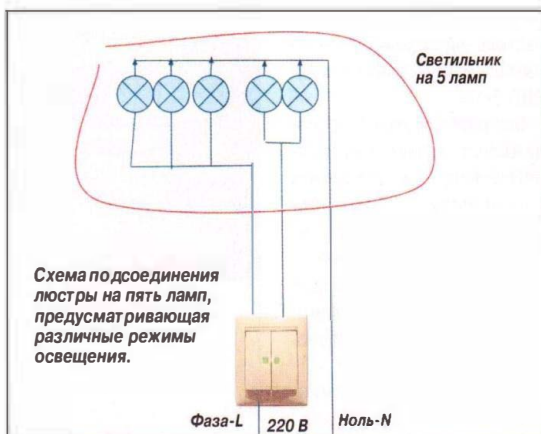 Светильник
на 5 ламп
Схема подсоединения
люстры на пять ламп,
предусматривающая
различные режимы
освещения.
Фаза-L 220 В Ноль-N